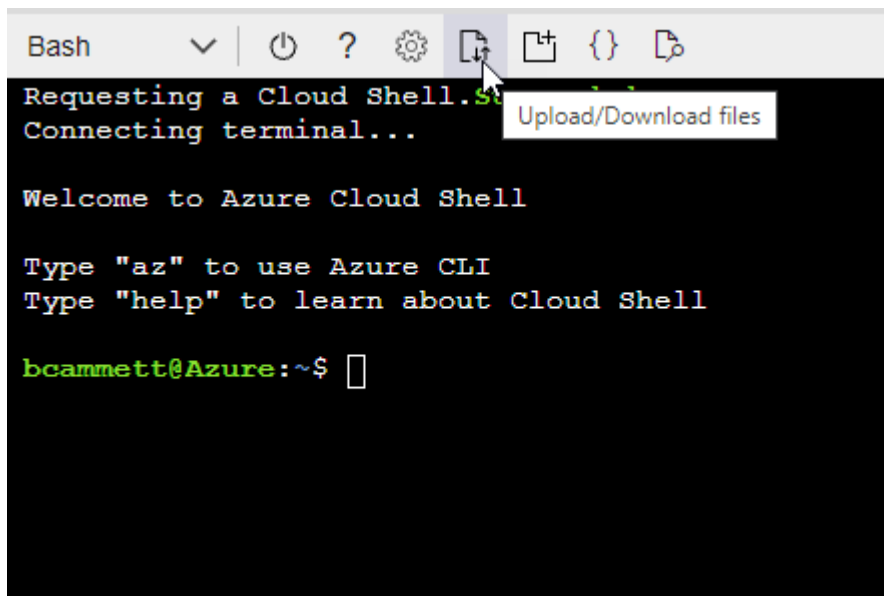 Bash
Requesting a Cloud Shell.
Upload/Download files
Connecting terminal...
Welcome to Azure Cloud Shell
Type "az" to use Azure CLI
Type "help" to learn about Cloud Shell
bcammett@Azure:~$